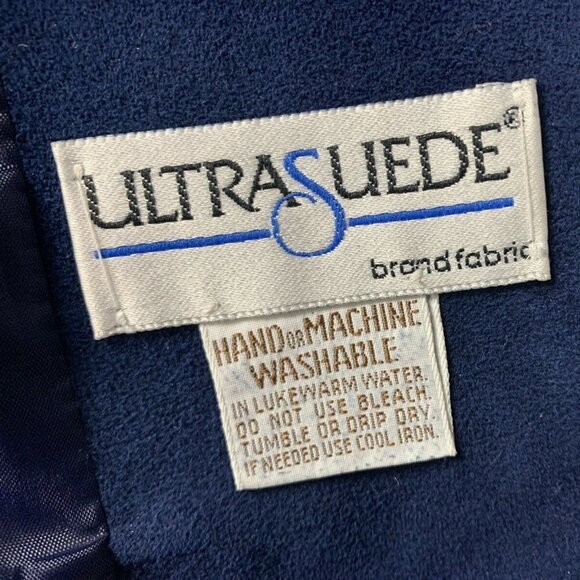 ULTRASUEDE®
brand fabric
HAND OR MACHINE
WASHABLE
IN LUKEWARM WATER.
DO NOT USE BLEACH.
TUMBLE OR DRIP DRY.
IF NEEDED USE COOL IRON.